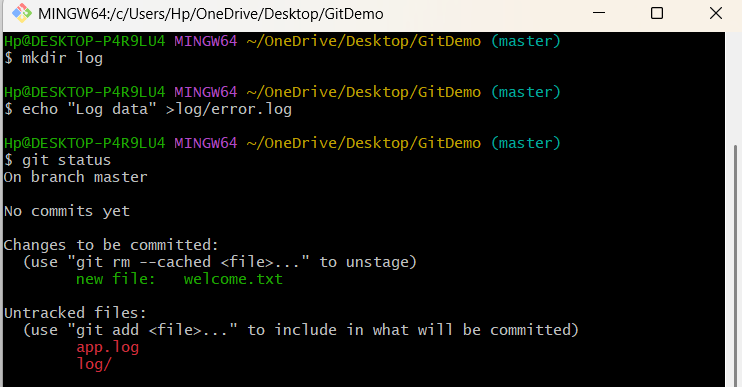 MINGW64:/c/Users/Hp/OneDrive/Desktop/GitDemo
Hp@DESKTOP-P4R9LU4 MINGW64 ~/OneDrive/Desktop/GitDemo (master)
$ mkdir log
Hp@DESKTOP-P4R9LU4 MINGW64 ~/OneDrive/Desktop/GitDemo (master)
$ echo "Log data" >log/error.log
Hp@DESKTOP-P4R9LU4 MINGW64 ~/OneDrive/Desktop/GitDemo (master)
$ git status
On branch master
No commits yet
Changes to be committed:
  (use "git rm --cached <file>..." to unstage)
        new file:   welcome.txt
Untracked files:
  (use "git add <file>..." to include in what will be committed)
        app.log
        log/